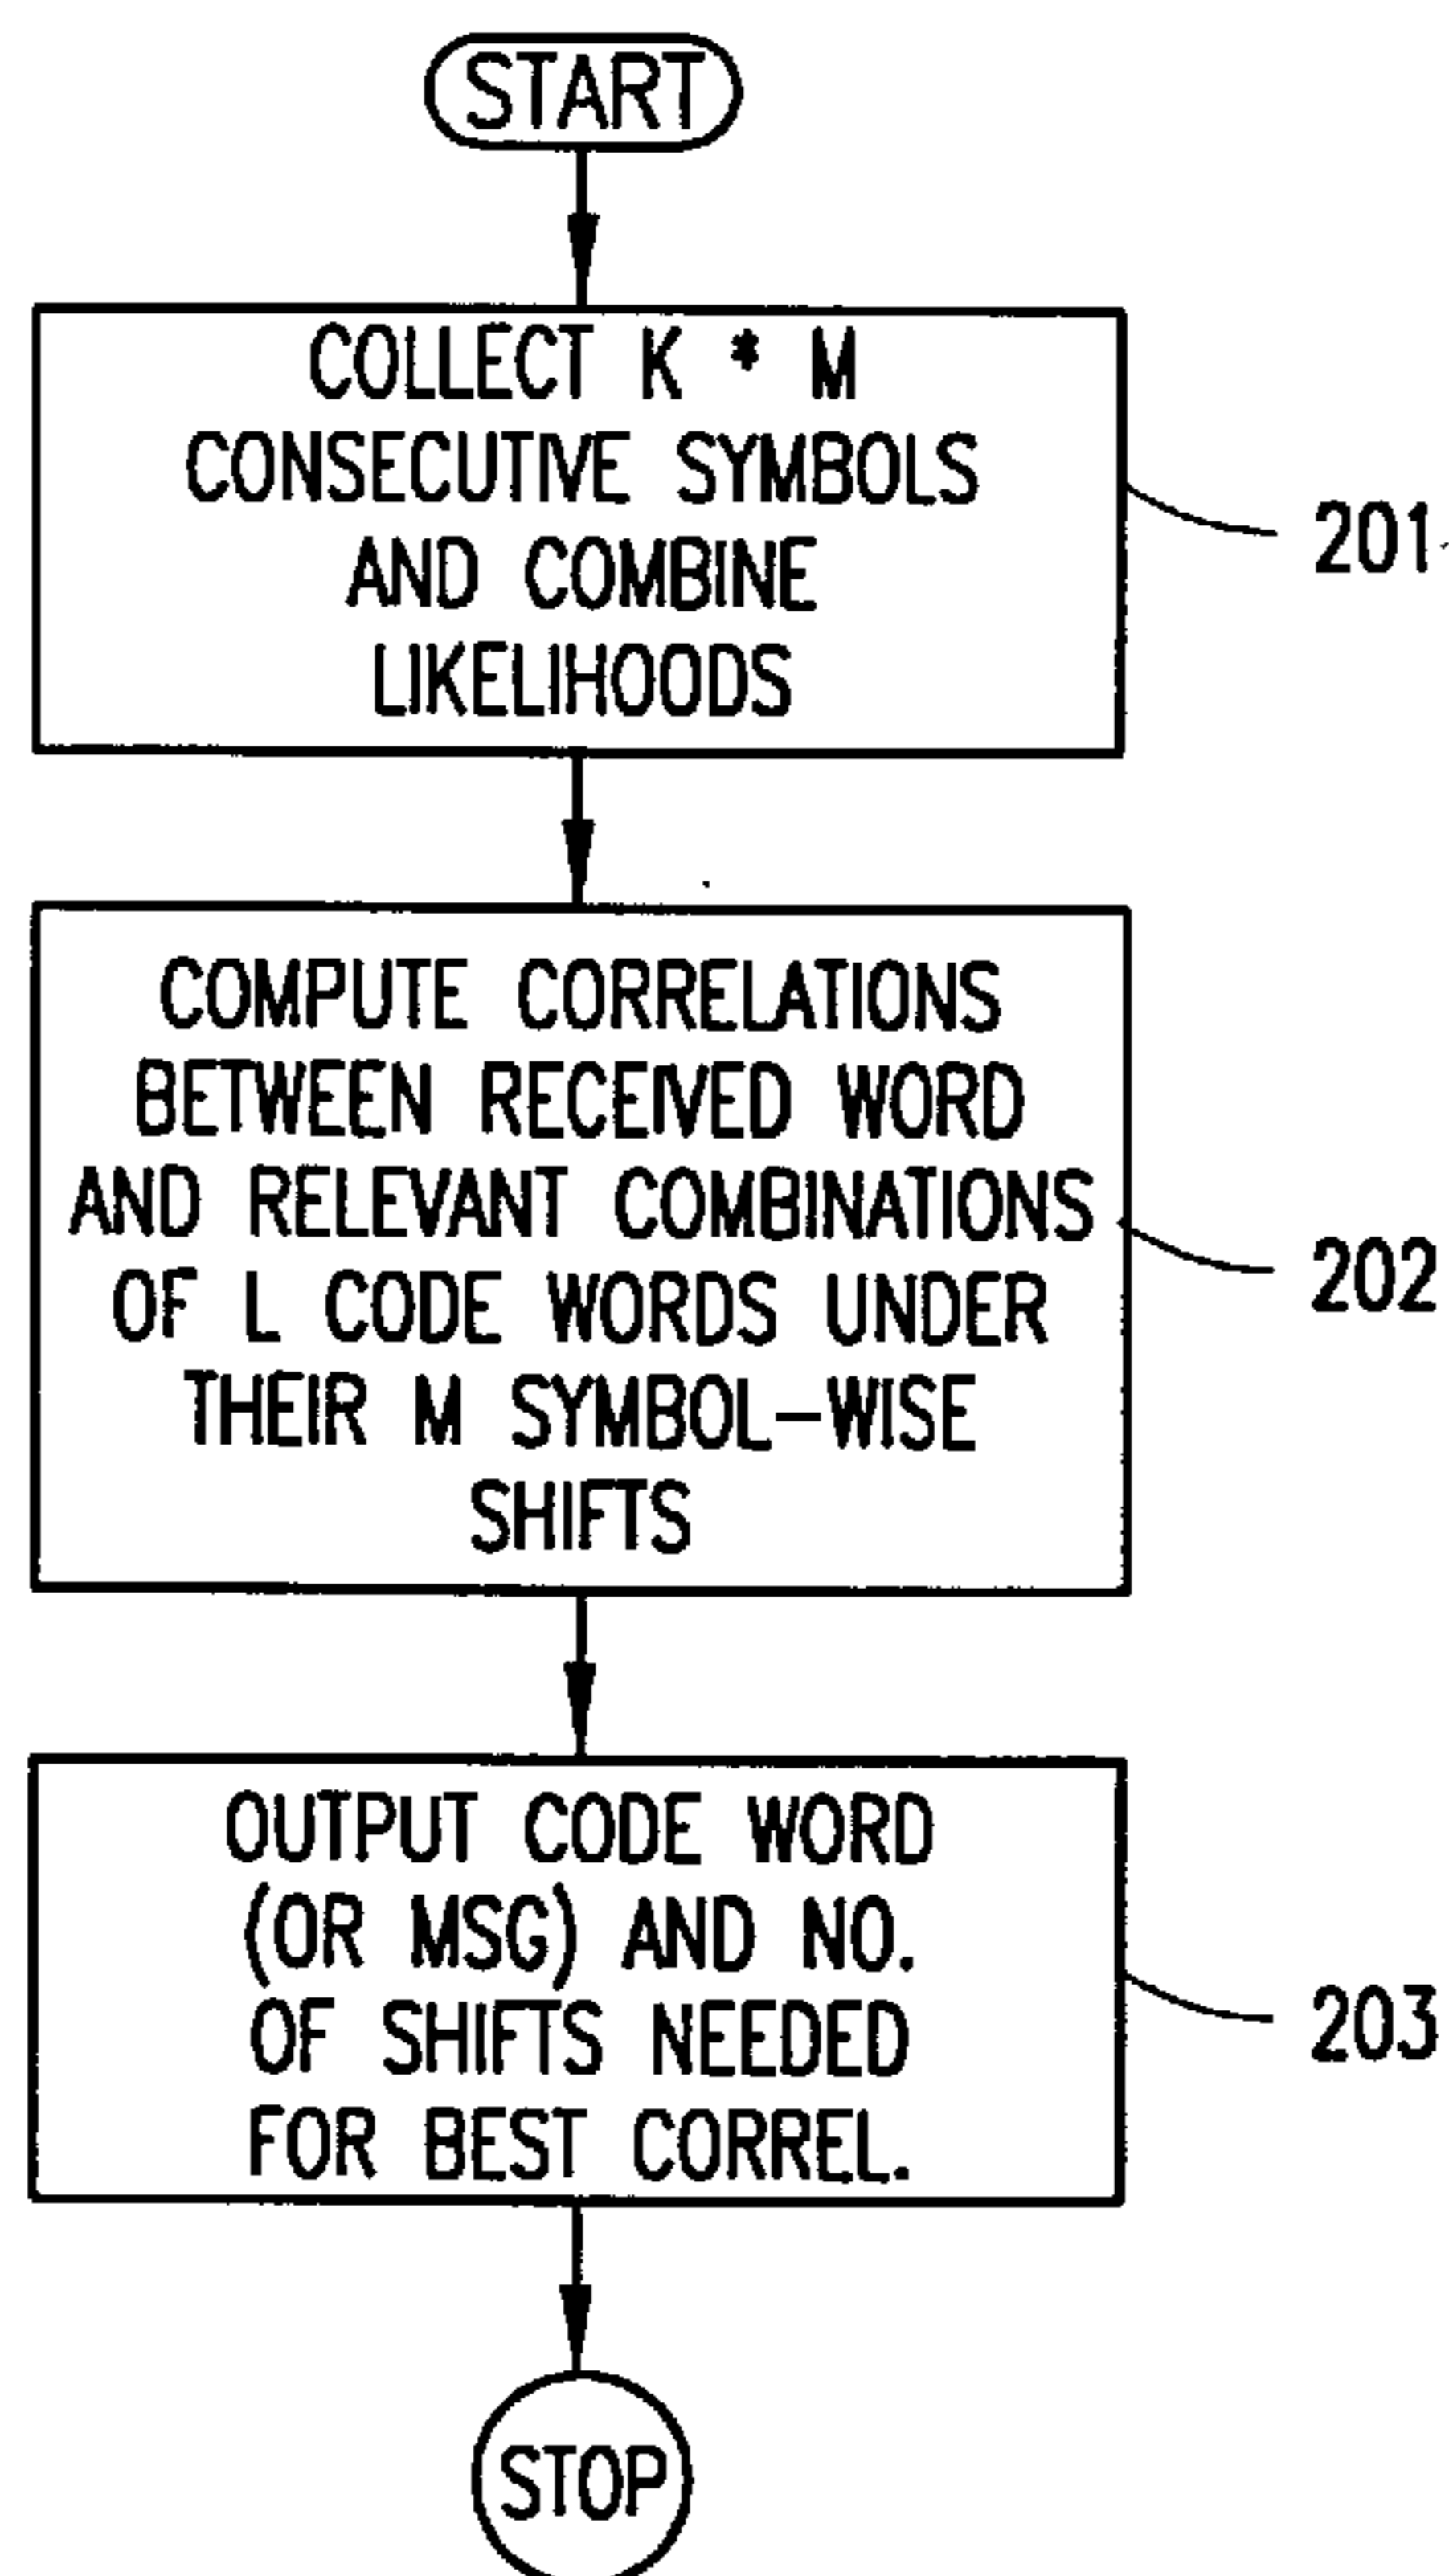 START
COLLECT K * M
CONSECUTIVE SYMBOLS
AND COMBINE
LIKELIHOODS
201
COMPUTE CORRELATIONS
BETWEEN RECEIVED WORD
AND RELEVANT COMBINATIONS
OF L CODE WORDS UNDER
THEIR M SYMBOL-WISE
SHIFTS
202
OUTPUT CODE WORD
(OR MSG) AND NO.
OF SHIFTS NEEDED
FOR BEST CORREL.
203
STOP